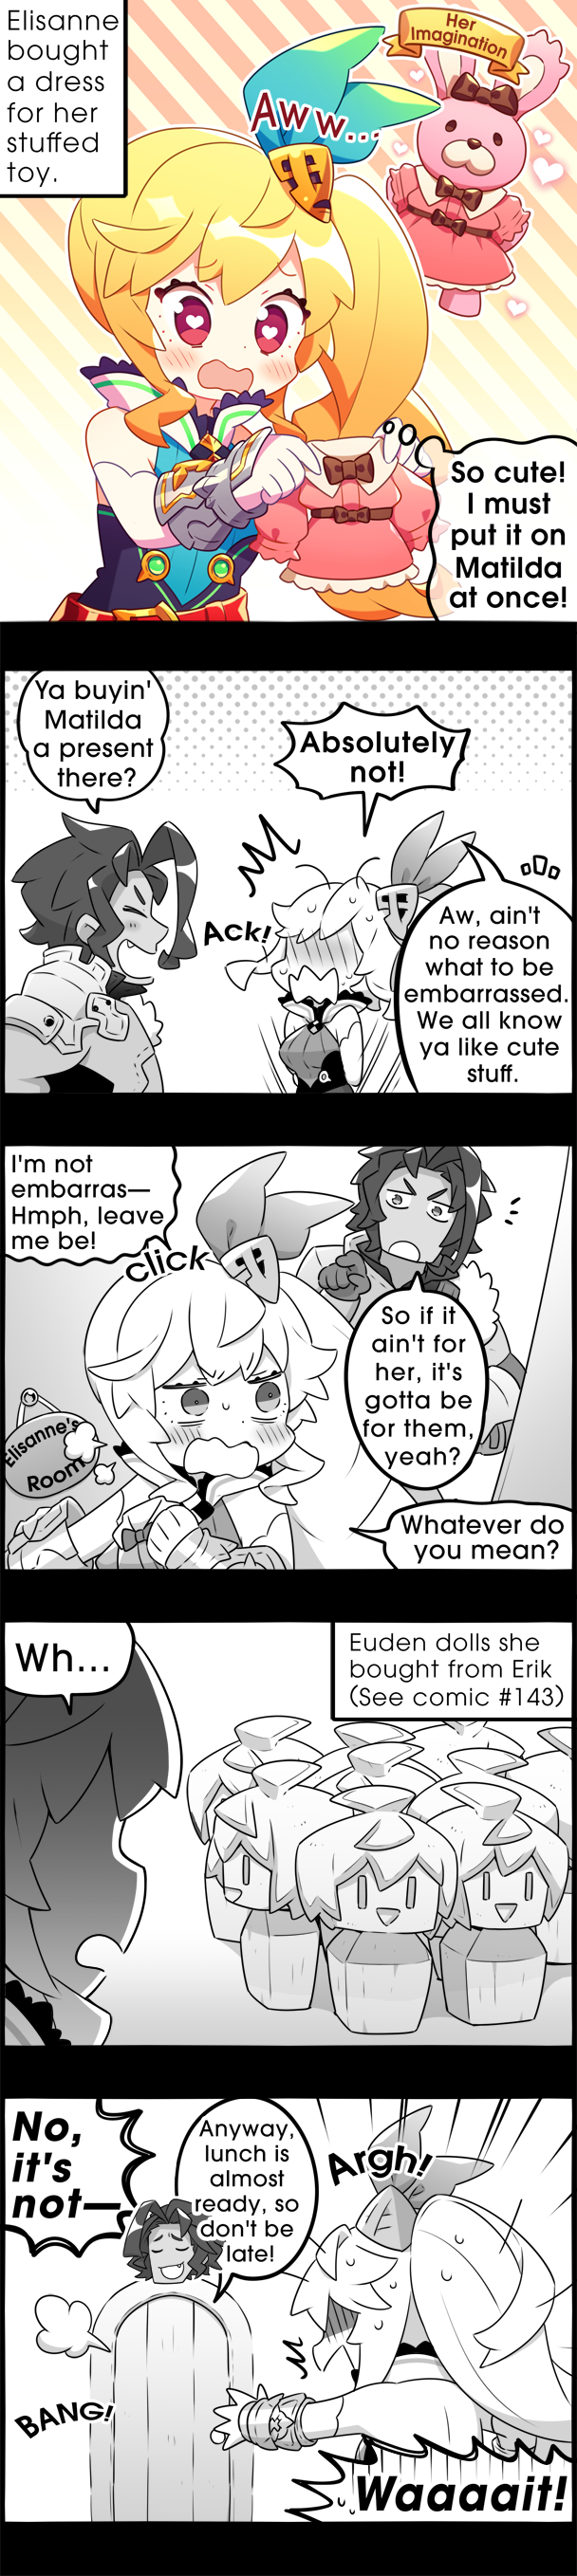 Elisanne
bought
a dress
for her
stuffed
toy.
Her
Imagination
Aww...
So cute!
I must
put it on
Matilda
at once!
Ya buyin'
Matilda
a present
there?
Absolutely
not!
Ack!
Aw, ain't
no reason
what to be
embarrassed.
We all know
ya like cute
stuff.
I'm not
embarras—
Hmph, leave
me be!
click
So if it
ain't for
her, it's
gotta be
for them,
yeah?
Elisanne's
Room
Whatever do
you mean?
Wh...
Euden dolls she
bought from Erik
(See comic #143)
No,
it's
not—
Anyway,
lunch is
almost
ready, so
don't be
late!
Argh!
BANG!
Waaaait!